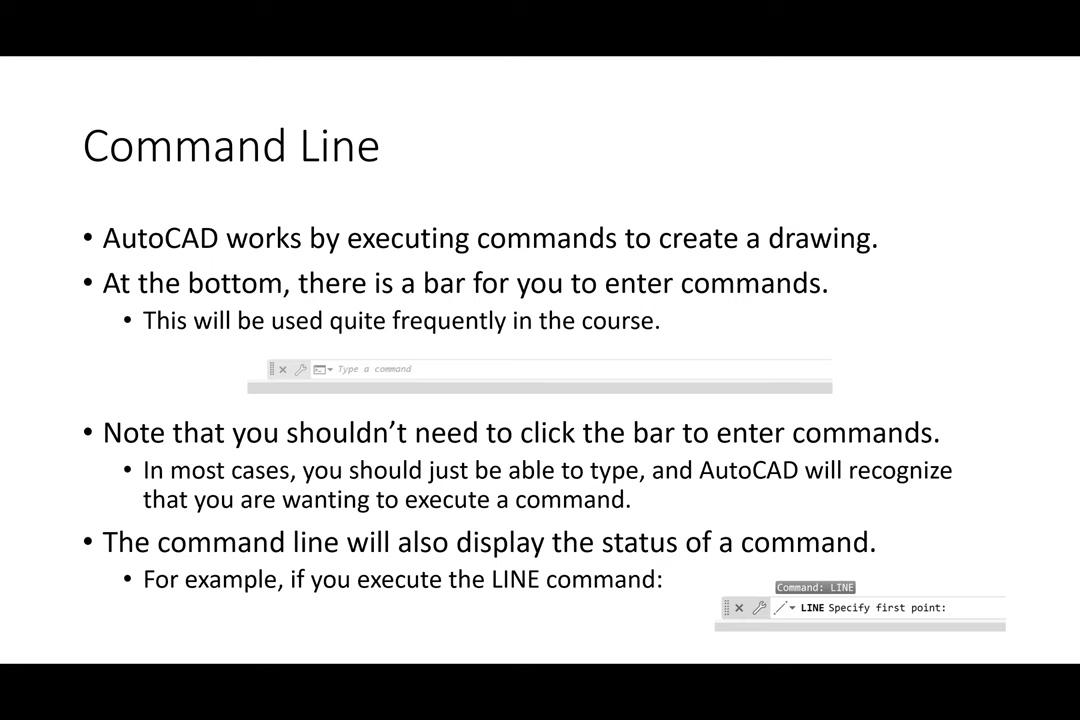 Command Line
• AutoCAD works by executing commands to create a drawing.
• At the bottom, there is a bar for you to enter commands.
• This will be used quite frequently in the course.
Type a command
• Note that you shouldn’t need to click the bar to enter commands.
• In most cases, you should just be able to type, and AutoCAD will recognize
that you are wanting to execute a command.
• The command line will also display the status of a command.
• For example, if you execute the LINE command:
Command: LINE
LINE Specify first point: